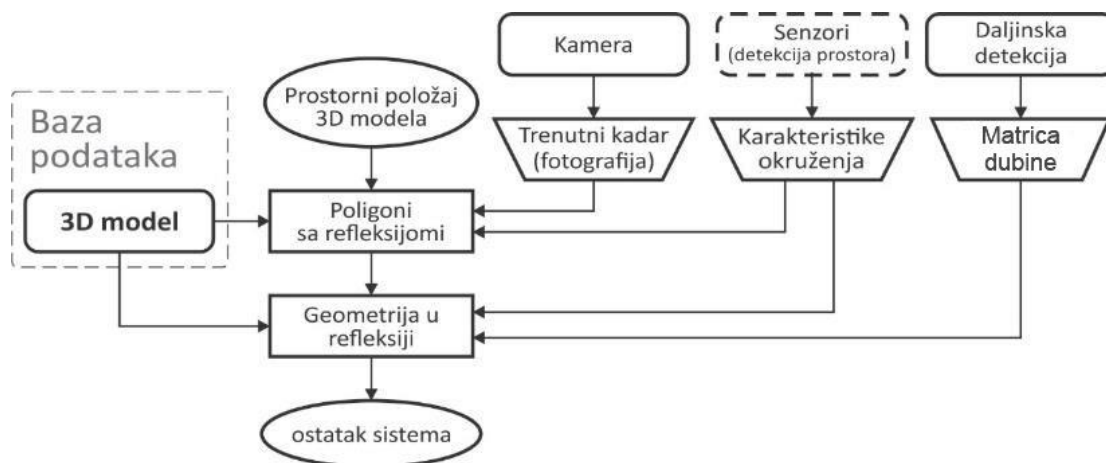 Kamera
Senzori
(detekcija prostora)
Daljinska
detekcija
Prostorni položaj
3D modela
Baza
podataka
Trenutni kadar
(fotografija)
Karakteristike
okruženja
Matrica
dubine
3D model
Poligoni
sa refleksijomi
Geometrija u
refleksiji
ostatak sistema